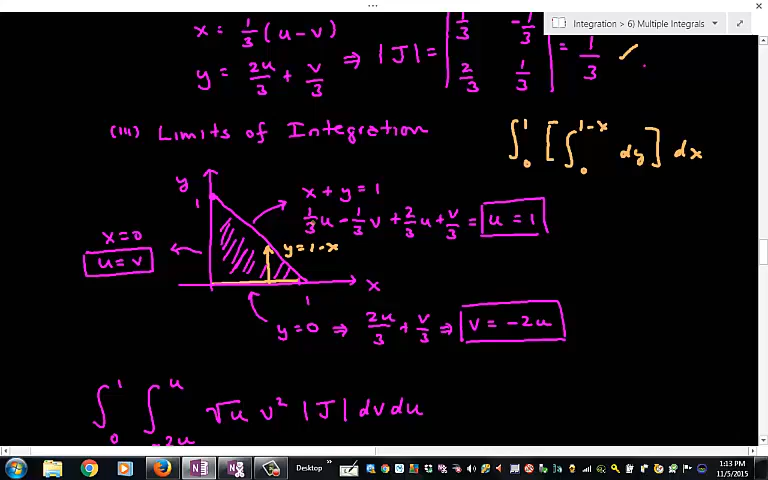 ...
Integration > 6) Multiple Integrals
x = 1/3 (u - v)
y = 2u/3 + v/3 ⇒ |J| = | 1/3 -1/3 ; 2/3 1/3 | = 1/3 ✓
(iii) Limits of Integration
∫₀¹ [ ∫₀^(1-x) dy ] dx
y
1
x + y = 1
1/3 u - 1/3 v + 2/3 u + v/3 = u = 1
x = 0
u = v
y = 1-x
x
1
y = 0 ⇒ 2u/3 + v/3 ⇒ v = -2u
∫₀¹ ∫₋₂ᵤᵘ √u v² |J| dv du
Desktop
1:13 PM
11/5/2015